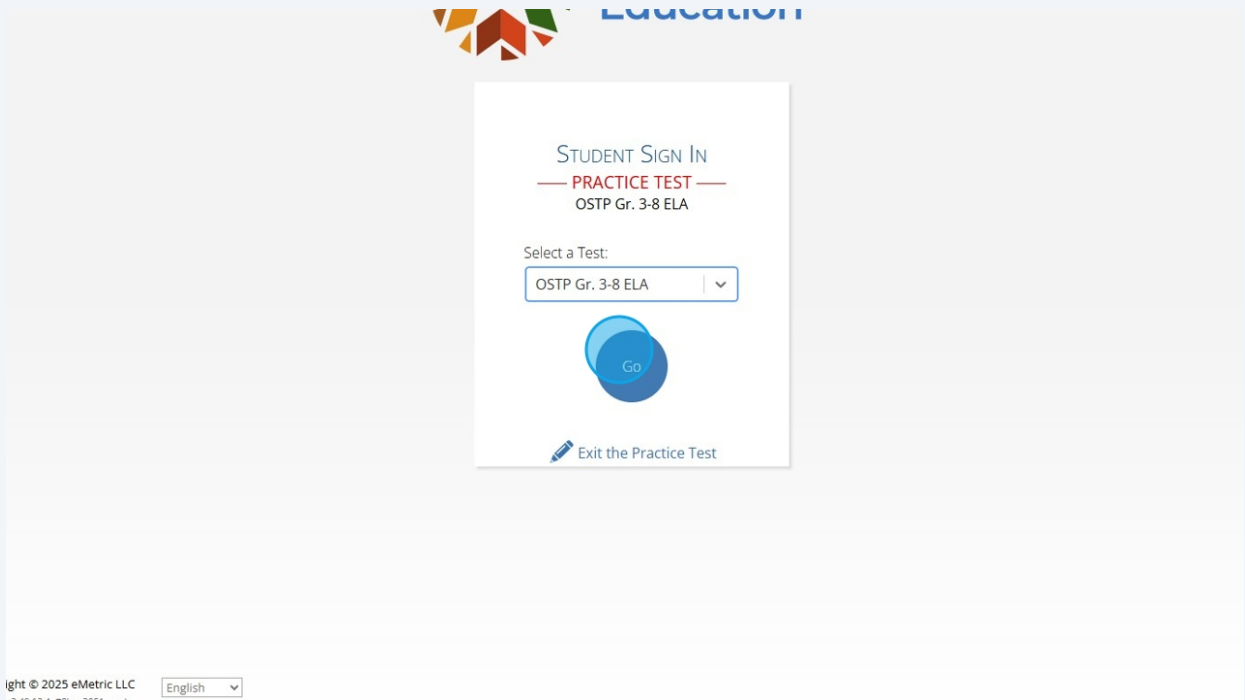 Education
STUDENT SIGN IN
PRACTICE TEST
OSTP Gr. 3-8 ELA
Select a Test:
OSTP Gr. 3-8 ELA
Go
Exit the Practice Test
ight © 2025 eMetric LLC
English